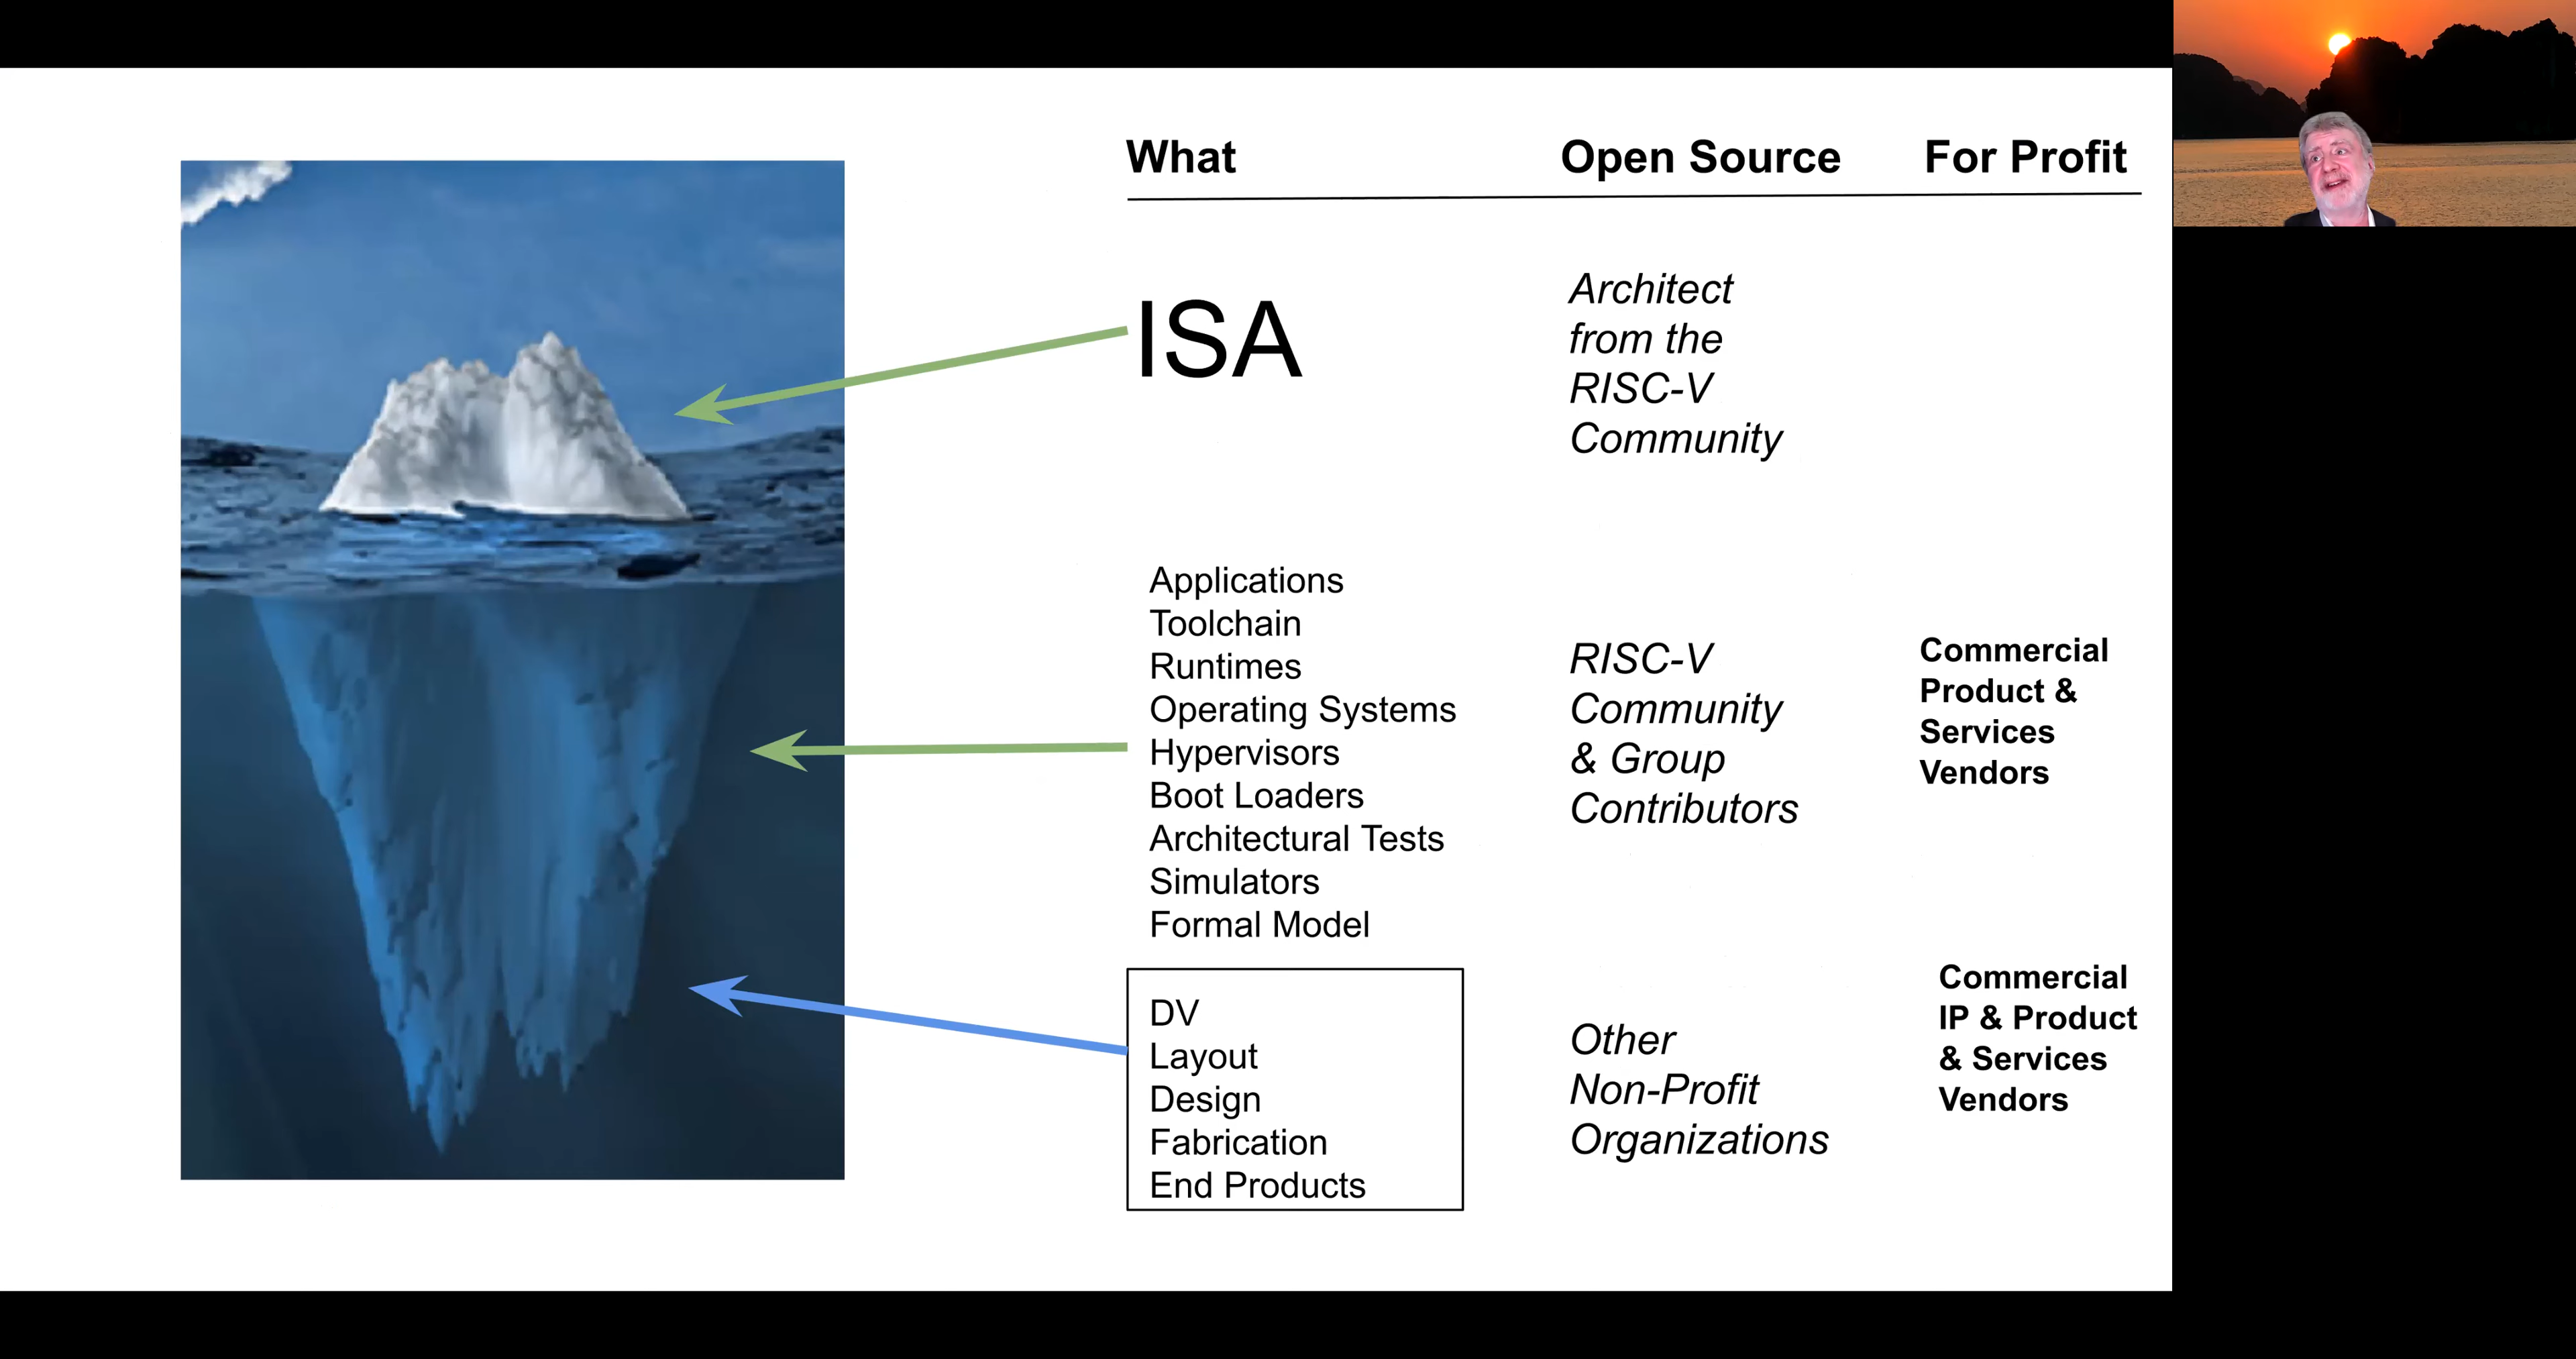 What
Open Source
For Profit
ISA
Architect
from the
RISC-V
Community
Applications
Toolchain
Runtimes
Operating Systems
Hypervisors
Boot Loaders
Architectural Tests
Simulators
Formal Model
RISC-V
Community
& Group
Contributors
Commercial
Product &
Services
Vendors
DV
Layout
Design
Fabrication
End Products
Other
Non-Profit
Organizations
Commercial
IP & Product
& Services
Vendors